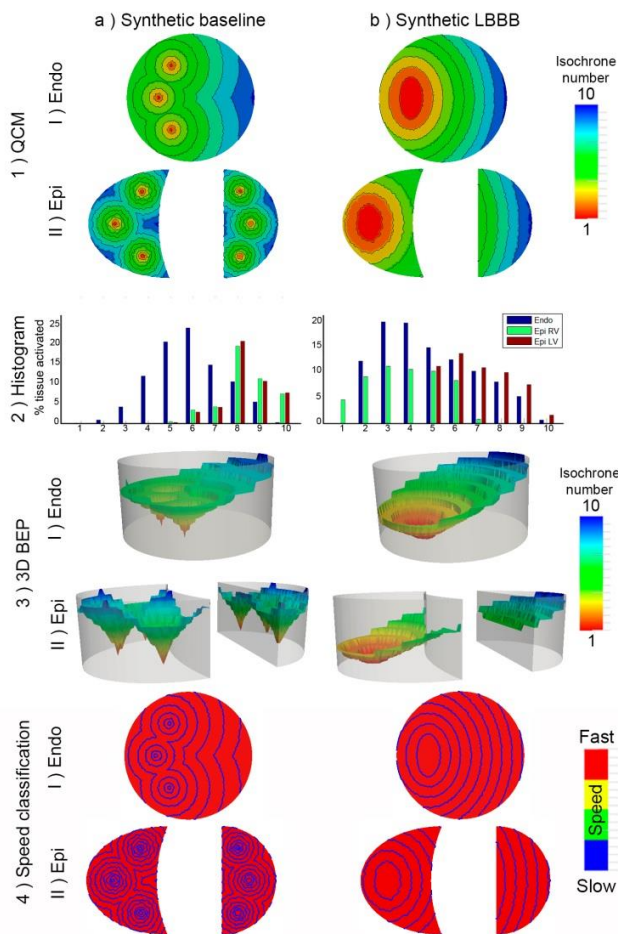 a ) Synthetic baseline
b ) Synthetic LBBB
1 ) QCM
I ) Endo
II ) Epi
Isochrone
number
10
1
2 ) Histogram
% tissue activated
25
20
15
10
5
1 2 3 4 5 6 7 8 9 10
20
15
10
5
1 2 3 4 5 6 7 8 9 10
Endo
Epi RV
Epi LV
3 ) 3D BEP
I ) Endo
II ) Epi
Isochrone
number
10
1
4 ) Speed classification
I ) Endo
II ) Epi
Fast
Speed
Slow